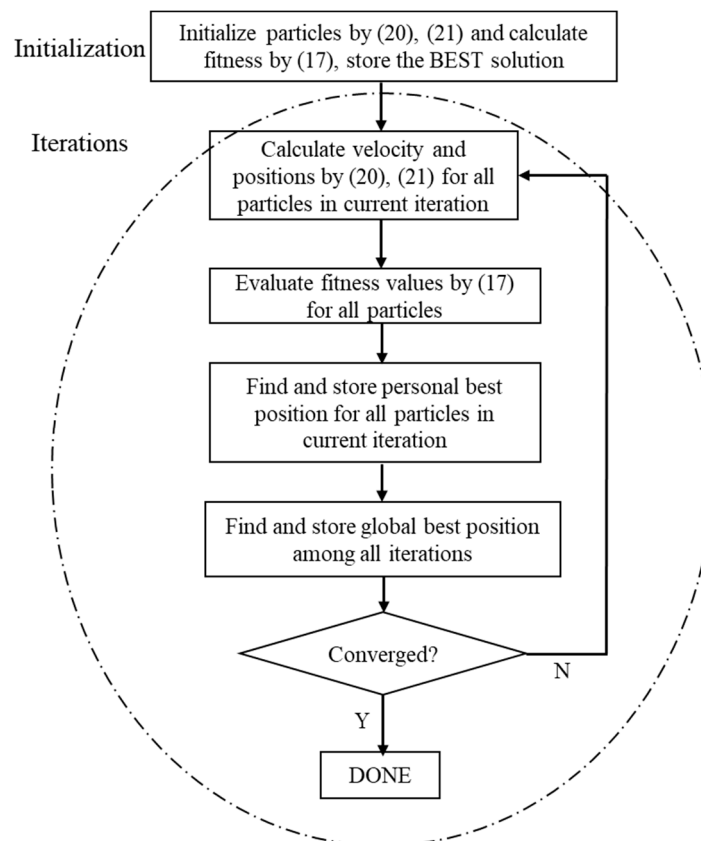 Initialization
Initialize particles by (20), (21) and calculate
fitness by (17), store the BEST solution
Iterations
Calculate velocity and
positions by (20), (21) for all
particles in current iteration
Evaluate fitness values by (17)
for all particles
Find and store personal best
position for all particles in
current iteration
Find and store global best position
among all iterations
Converged?
N
Y
DONE